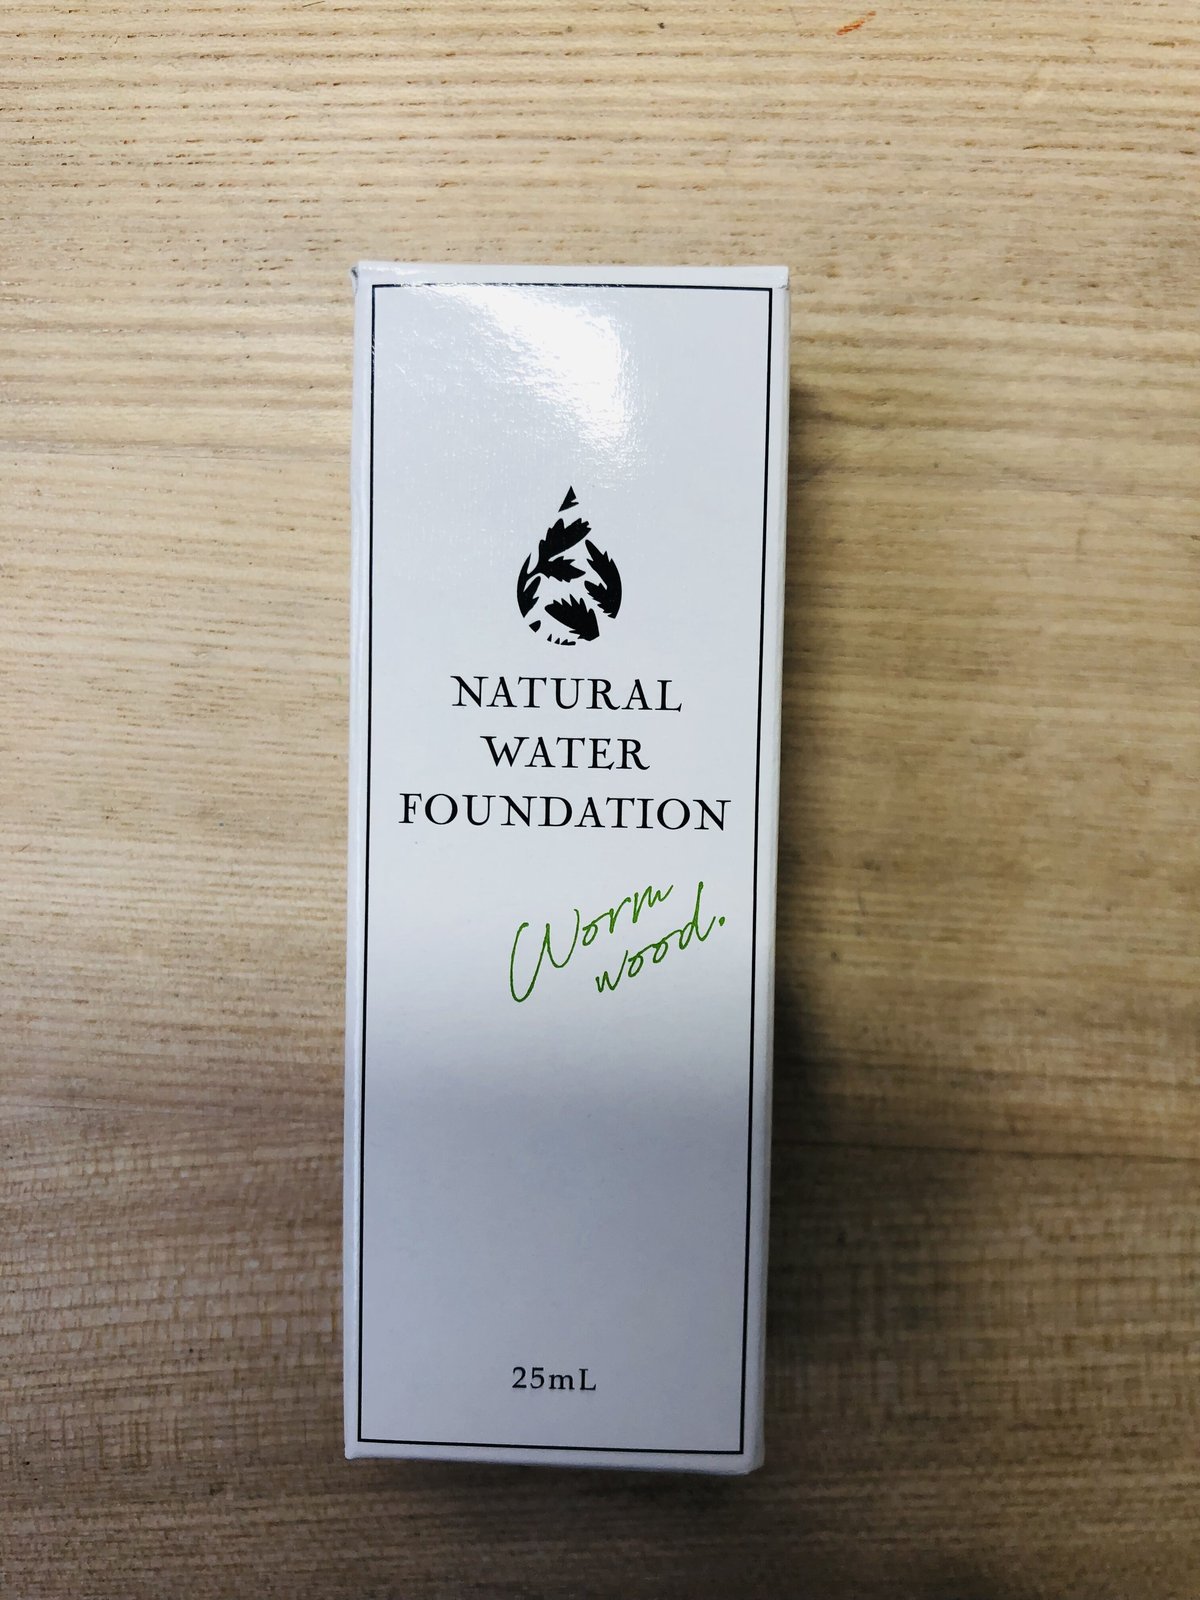 NATURAL
WATER
FOUNDATION
Worm
wood.
25mL